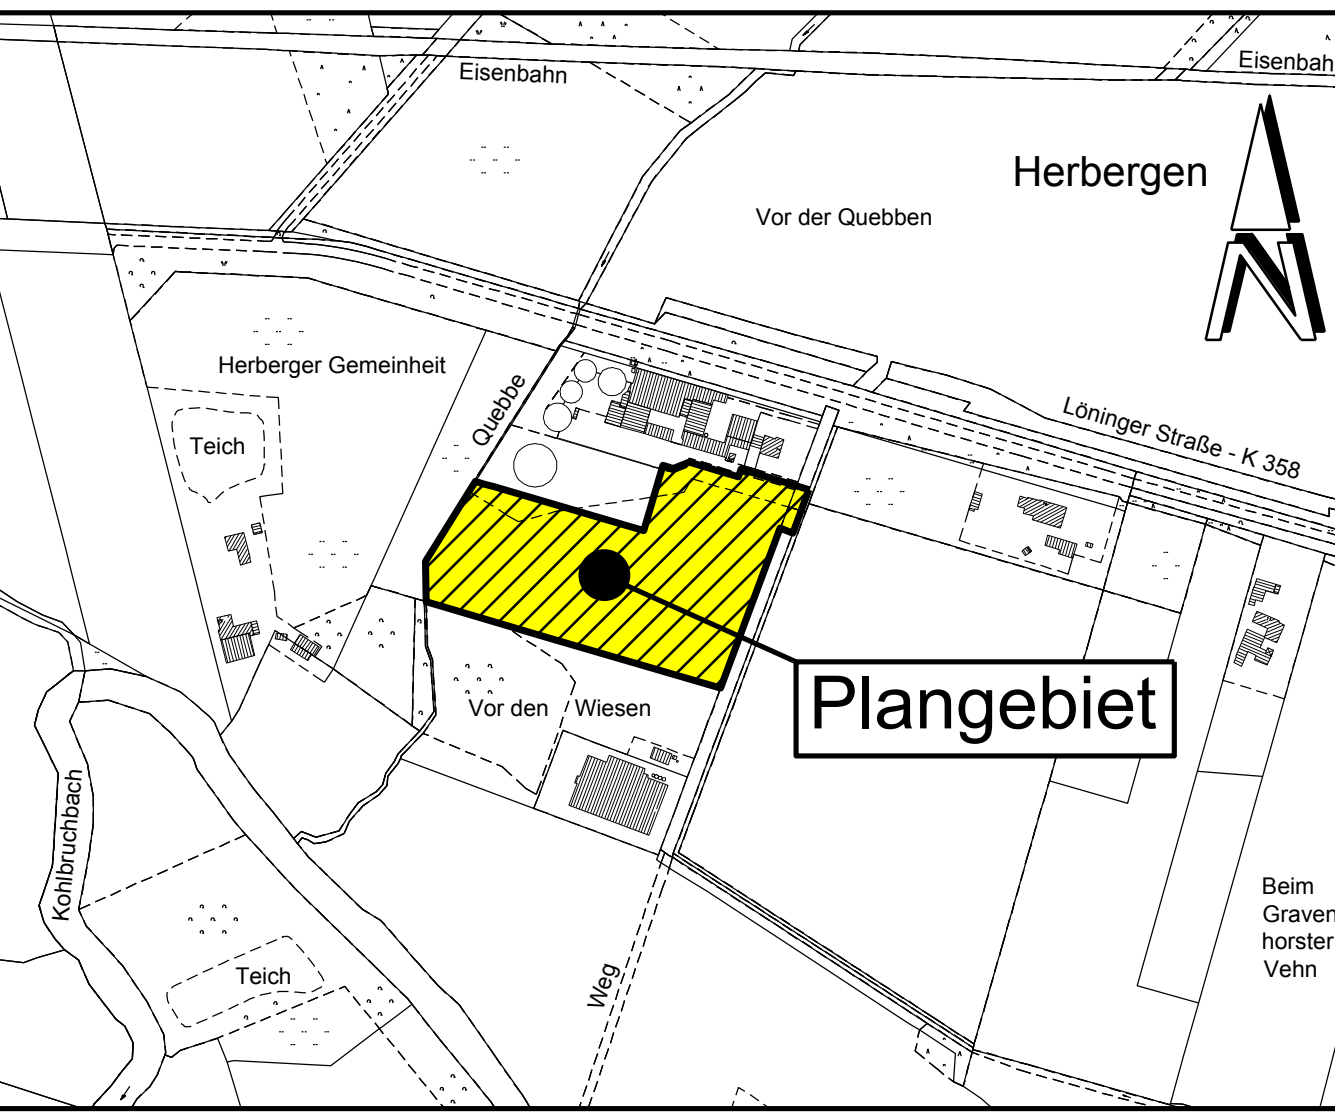 Eisenbahn
Eisenbah
Herbergen
N
Vor der Quebben
Herberger Gemeinheit
Quebbe
Löninger Straße - K 358
Teich
Plangebiet
Vor den Wiesen
Kohlbruchbach
Beim
Graven
horster
Vehn
Teich
Weg